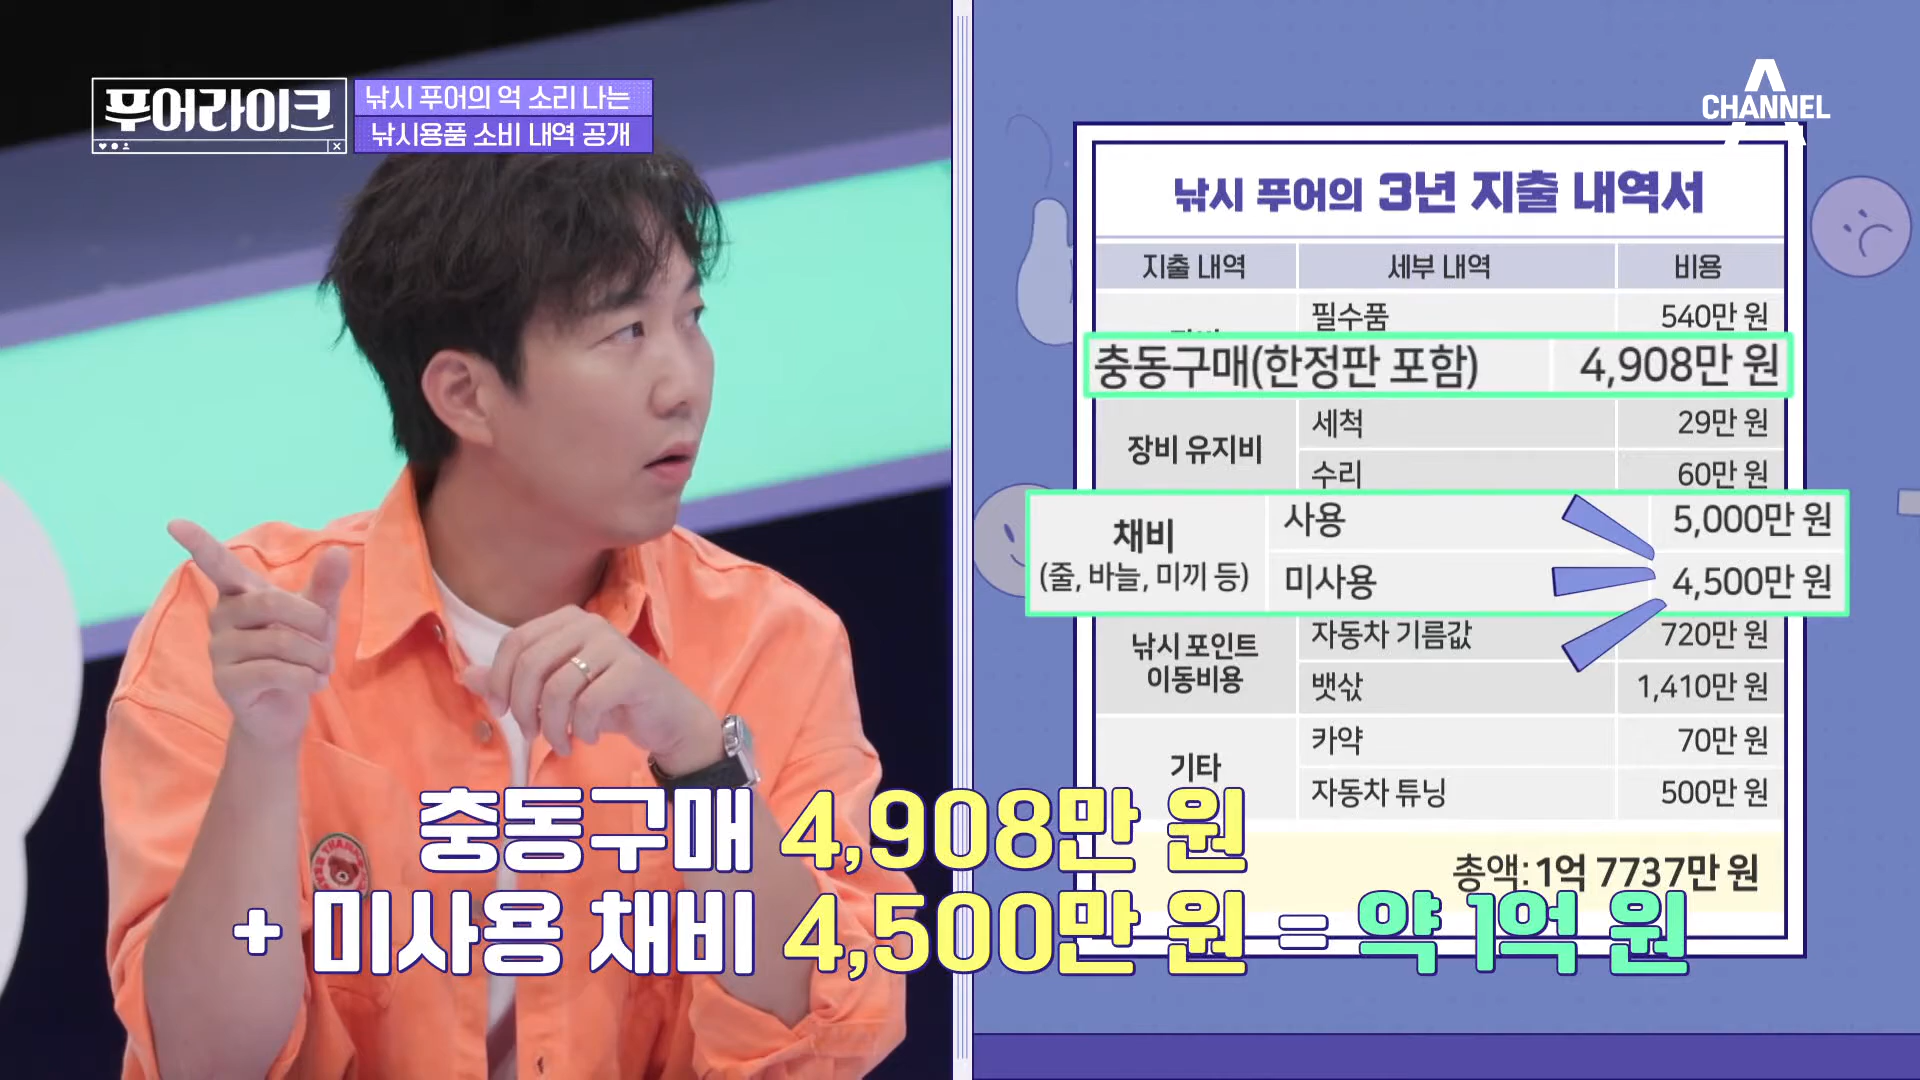 푸어라이크
낚시 푸어의 억 소리 나는
낚시용품 소비 내역 공개
CHANNEL A
낚시 푸어의 3년 지출 내역서
지출 내역 세부 내역 비용
필수품 540만 원
충동구매(한정판 포함) 4,908만 원
장비 유지비
세척 29만 원
수리 60만 원
채비
(줄, 바늘, 미끼 등)
사용 5,000만 원
미사용 4,500만 원
낚시 포인트
이동비용
자동차 기름값 720만 원
뱃삯 1,410만 원
기타
카약 70만 원
자동차 튜닝 500만 원
총액: 1억 7737만 원
충동구매 4,908만 원
+ 미사용 채비 4,500만 원 = 약 1억 원